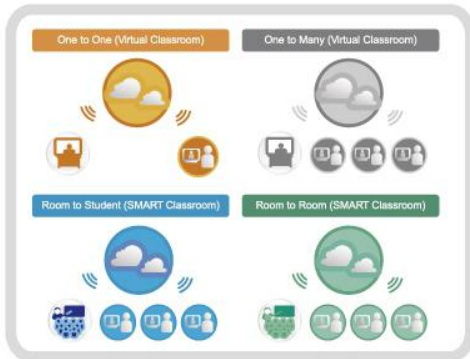 One to One (Virtual Classroom)
One to Many (Virtual Classroom)
Room to Student (SMART Classroom)
Room to Room (SMART Classroom)